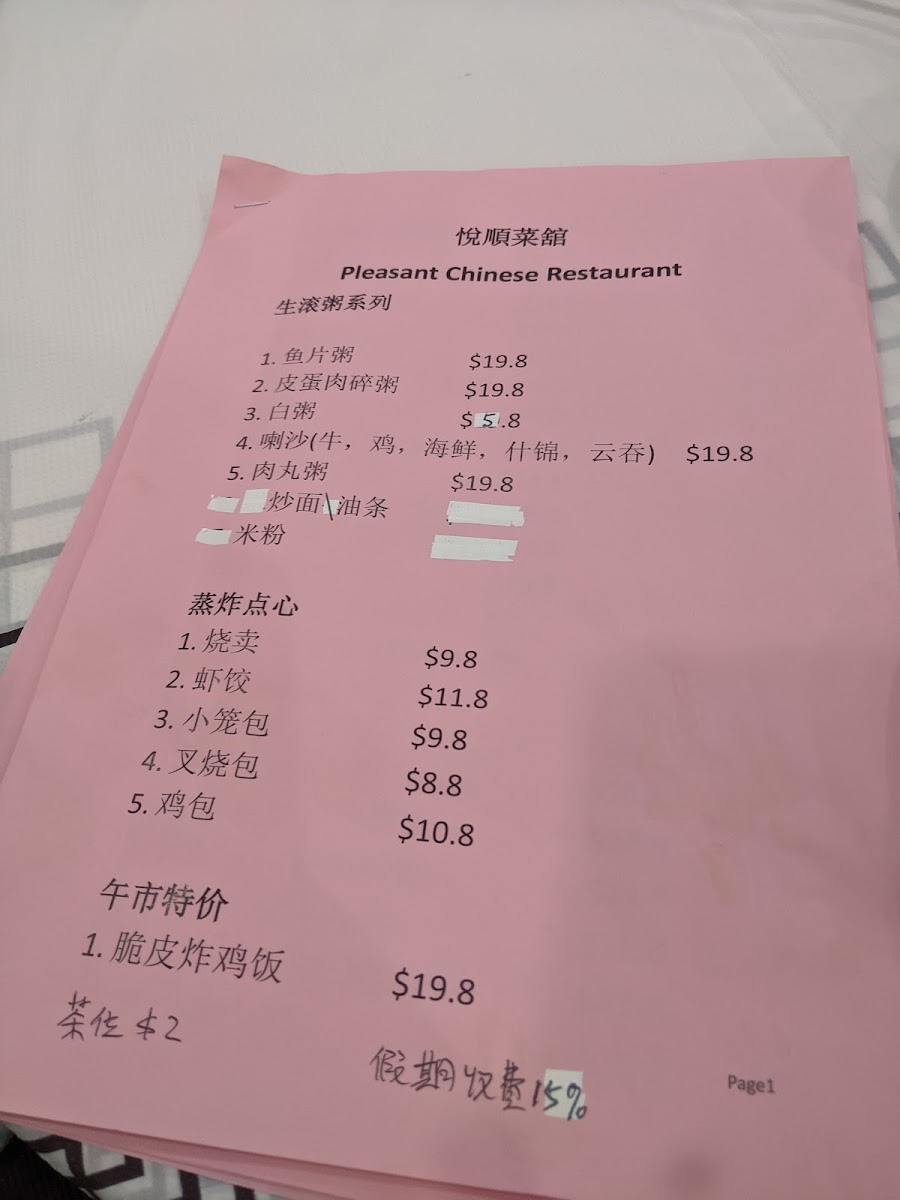 悅順菜舘
Pleasant Chinese Restaurant
生滚粥系列
1. 鱼片粥 $19.8
2. 皮蛋肉碎粥 $19.8
3. 白粥 $5.8
4. 喇沙(牛，鸡，海鲜，什锦，云吞) $19.8
5. 肉丸粥 $19.8
炒面\油条
米粉
蒸炸点心
1. 烧卖 $9.8
2. 虾饺 $11.8
3. 小笼包 $9.8
4. 叉烧包 $8.8
5. 鸡包 $10.8
午市特价
1. 脆皮炸鸡饭 $19.8
茶位 $2
假期收费15%
Page1